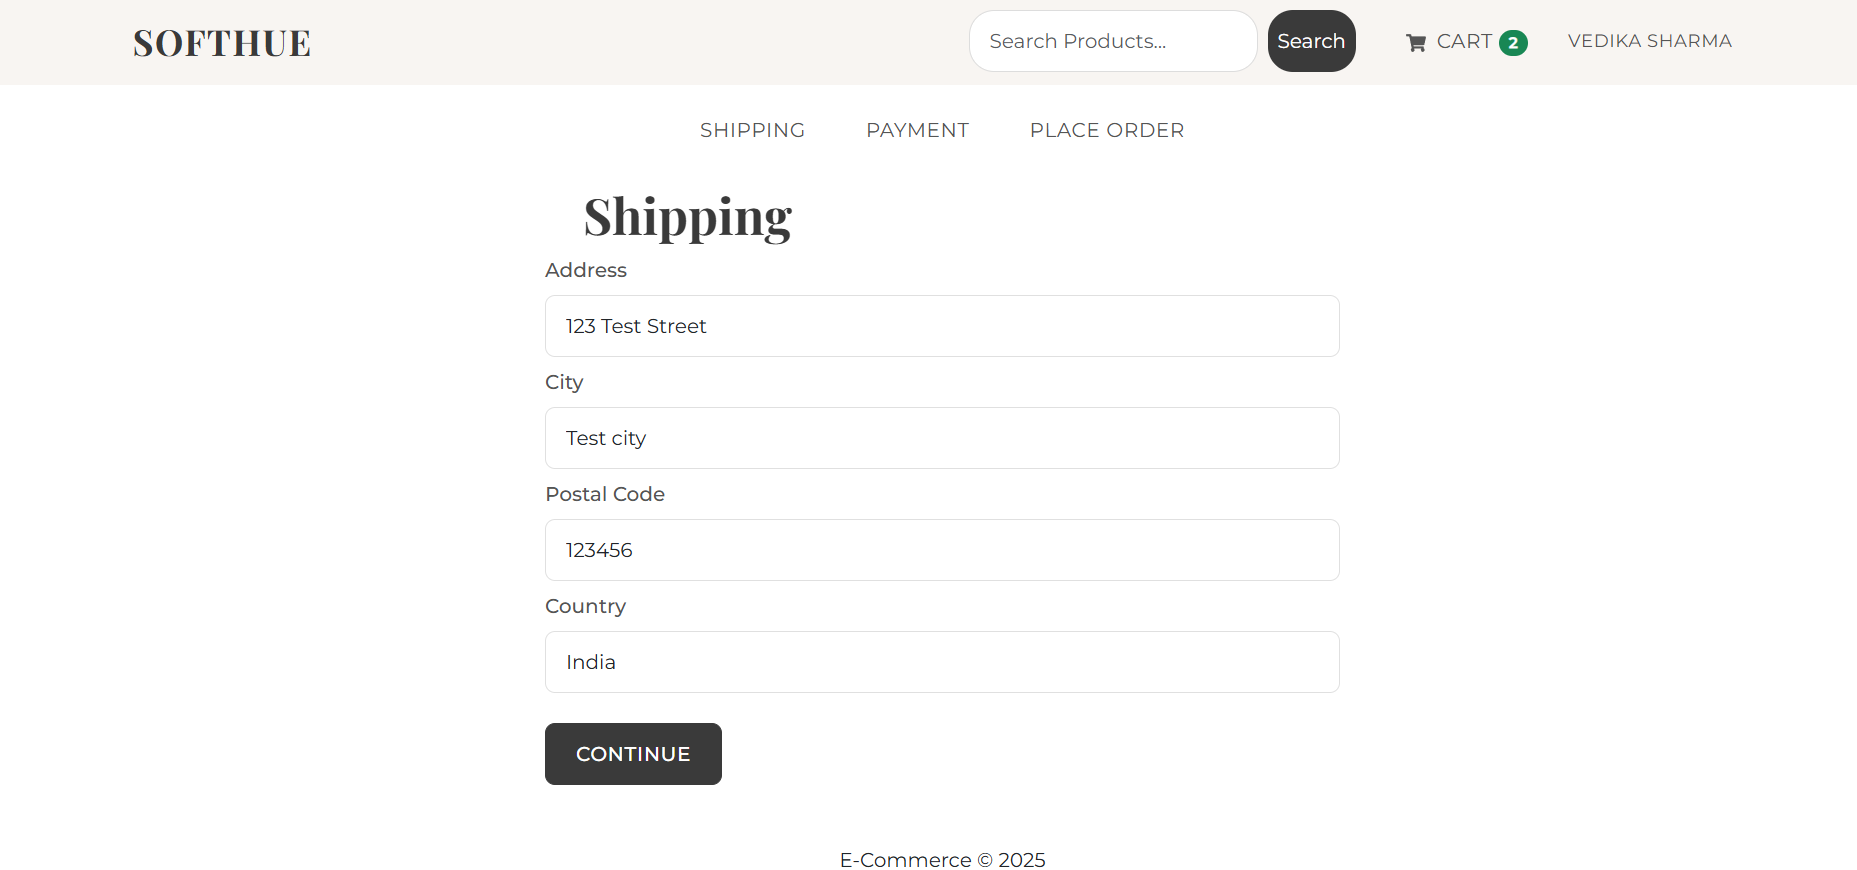 SOFTHUE
Search Products...
Search
CART 2
VEDIKA SHARMA
SHIPPING PAYMENT PLACE ORDER
Shipping
Address
123 Test Street
City
Test city
Postal Code
123456
Country
India
CONTINUE
E-Commerce © 2025